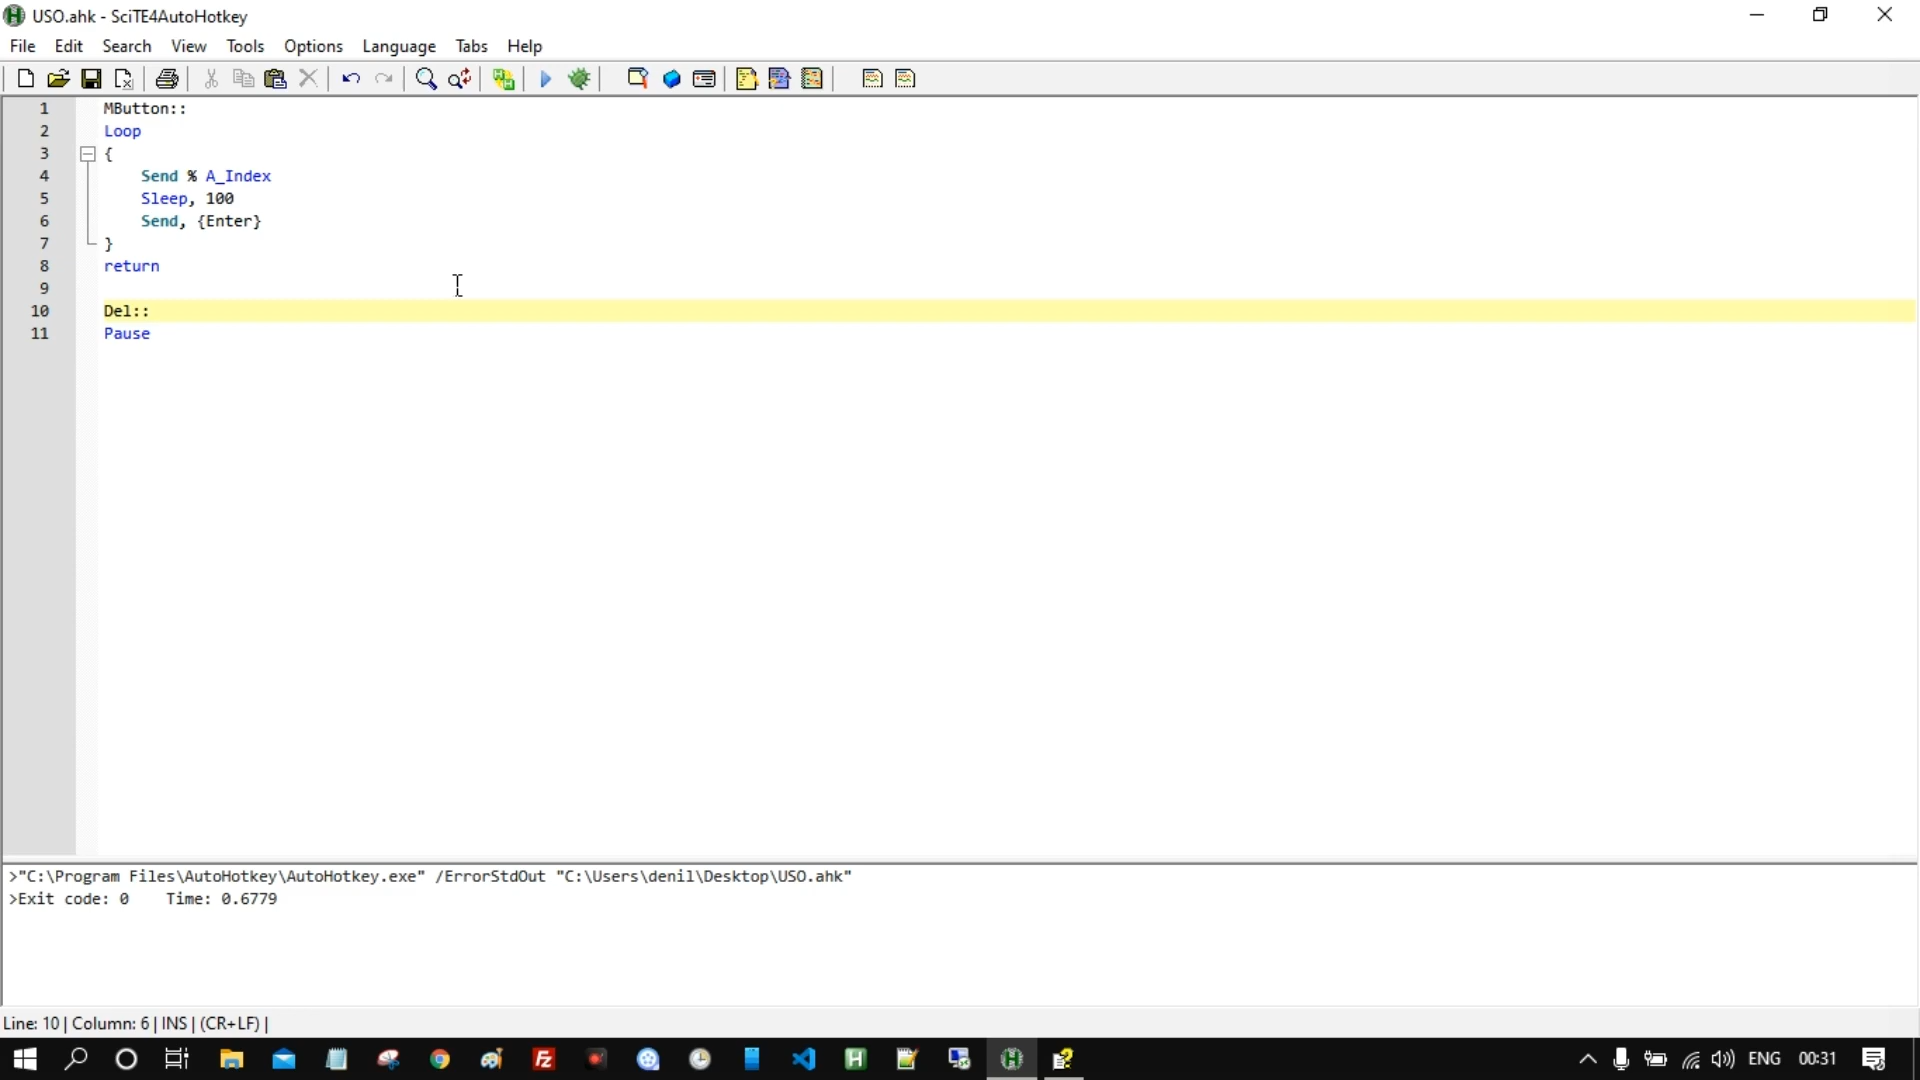 USO.ahk - SciTE4AutoHotkey
File Edit Search View Tools Options Language Tabs Help
1 MButton::
2 Loop
3 {
4 Send % A_Index
5 Sleep, 100
6 Send, {Enter}
7 }
8 return
9
10 Del::
11 Pause
>"C:\Program Files\AutoHotkey\AutoHotkey.exe" /ErrorStdOut "C:\Users\denil\Desktop\USO.ahk"
>Exit code: 0 Time: 0.6779
Line: 10 | Column: 6 | INS | (CR+LF) |
ENG 00:31